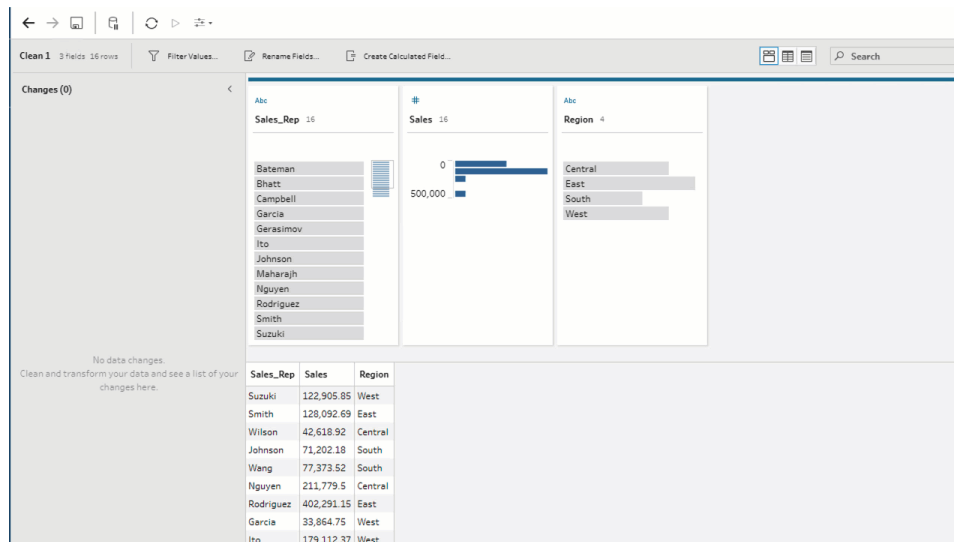 Clean 1 3 fields 16 rows Filter Values... Rename Fields... Create Calculated Field... Search
Changes (0)
No data changes.
Clean and transform your data and see a list of your
changes here.
Abc
Sales_Rep 16
Bateman
Bhatt
Campbell
Garcia
Gerasimov
Ito
Johnson
Maharajh
Nguyen
Rodriguez
Smith
Suzuki
#
Sales 16
0
500,000
Abc
Region 4
Central
East
South
West
Sales_Rep Sales Region
Suzuki 122,905.85 West
Smith 128,092.69 East
Wilson 42,618.92 Central
Johnson 71,202.18 South
Wang 77,373.52 South
Nguyen 211,779.5 Central
Rodriguez 402,291.15 East
Garcia 33,864.75 West
Ito 179,112.37 West